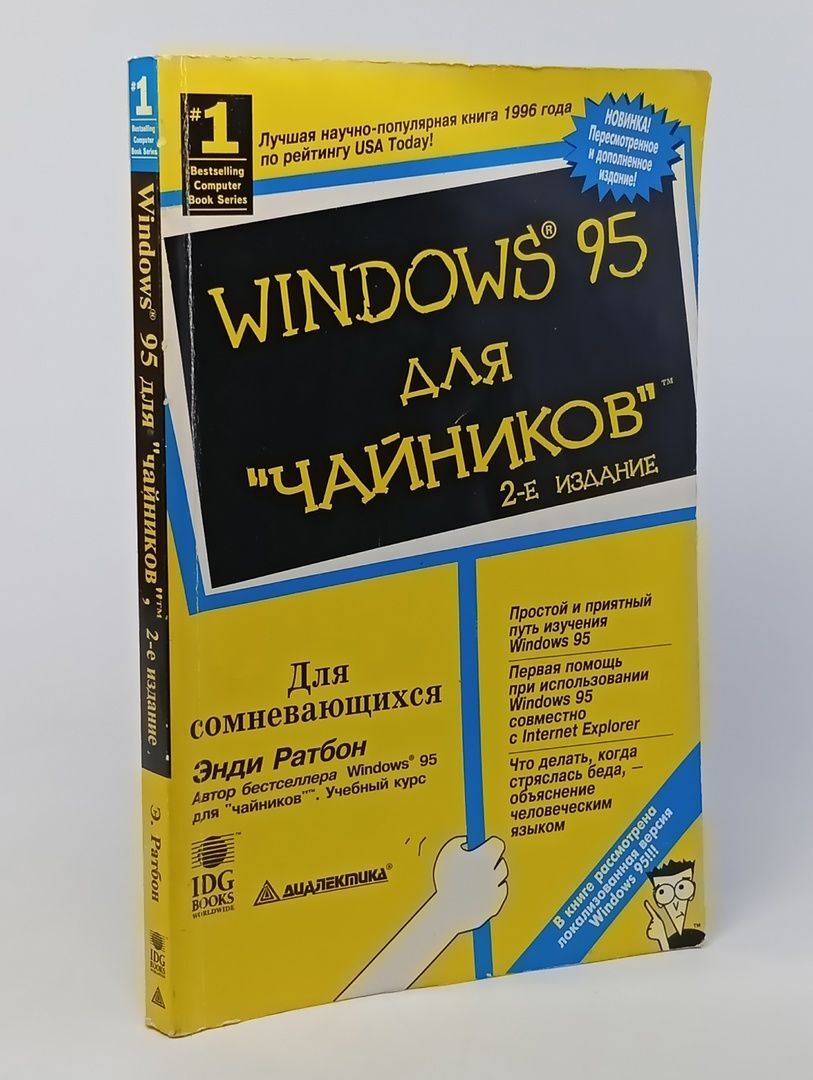 #1
Bestselling
Computer
Book Series
Windows® 95 для "чайников"™, 2-е издание
Э. Ратбон
IDG
BOOKS
#1
Bestselling
Computer
Book Series
Лучшая научно-популярная книга 1996 года
по рейтингу USA Today!
НОВИНКА!
Пересмотренное
и дополненное
издание!
WINDOWS® 95
ДЛЯ
"ЧАЙНИКОВ"™
2-Е ИЗДАНИЕ
Для
сомневающихся
Энди Ратбон
Автор бестселлера Windows® 95
для "чайников"™. Учебный курс
IDG
BOOKS
WORLDWIDE
™
ДИАЛЕКТИКА®
Простой и приятный
путь изучения
Windows 95
Первая помощь
при использовании
Windows 95
совместно
с Internet Explorer
Что делать, когда
стряслась беда, —
объяснение
человеческим
языком
В книге рассмотрена
локализованная версия
Windows 95!!!
™